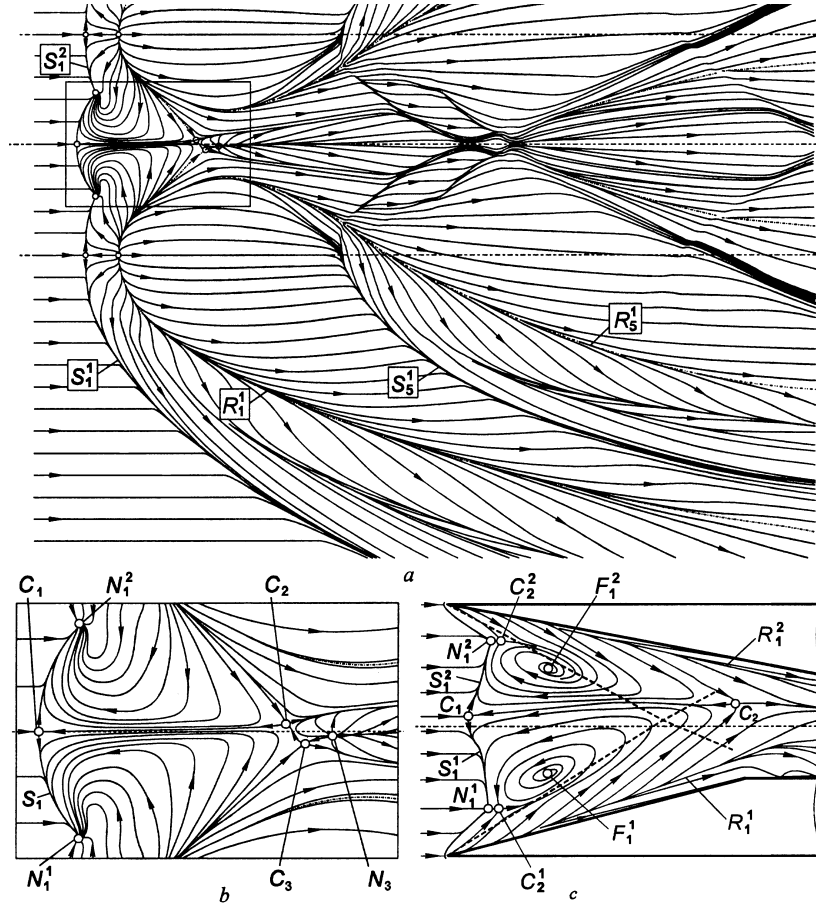 S₁²
R₅¹
S₁¹
S₅¹
R₁¹
a
C₁ N₁² C₂
S₁
N₁¹ C₃ N₃
b
C₂² F₁²
N₁² R₁²
S₁²
C₁ C₂
S₁¹
N₁¹ R₁¹
F₁¹
C₂¹
c